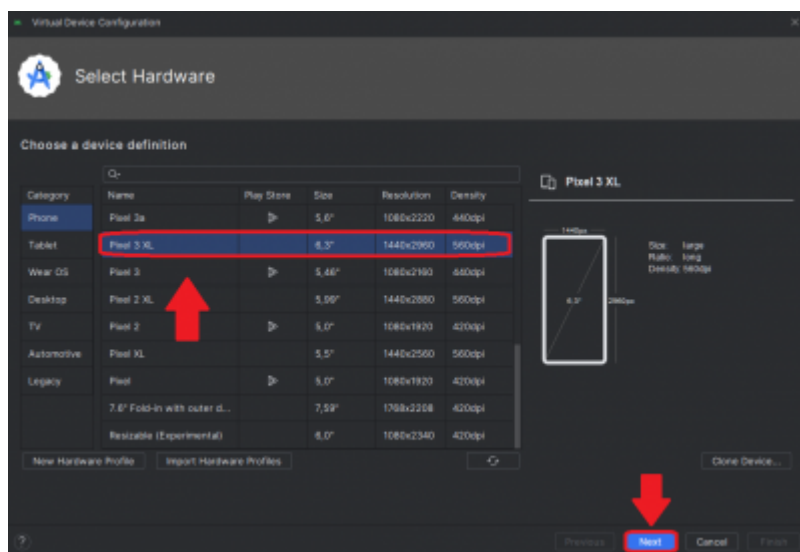 Virtual Device Configuration
Select Hardware
Choose a device definition
Category Name Play Store Size Resolution Density
Phone Pixel 3a 5,6" 1080x2220 440dpi
Tablet Pixel 3 XL 6,3" 1440x2960 560dpi
Wear OS Pixel 3 5,46" 1080x2160 440dpi
Desktop Pixel 2 XL 5,99" 1440x2880 560dpi
TV Pixel 2 5,0" 1080x1920 420dpi
Automotive Pixel XL 5,5" 1440x2560 560dpi
Legacy Pixel 5,0" 1080x1920 420dpi
7.6" Fold-in with outer d... 7,59" 1768x2208 420dpi
Resizable (Experimental) 6,0" 1080x2340 420dpi
New Hardware Profile Import Hardware Profiles
Pixel 3 XL
1440px
Size: large
Ratio: long
Density: 560dpi
6,3" 2960px
Clone Device...
? Previous Next Cancel Finish